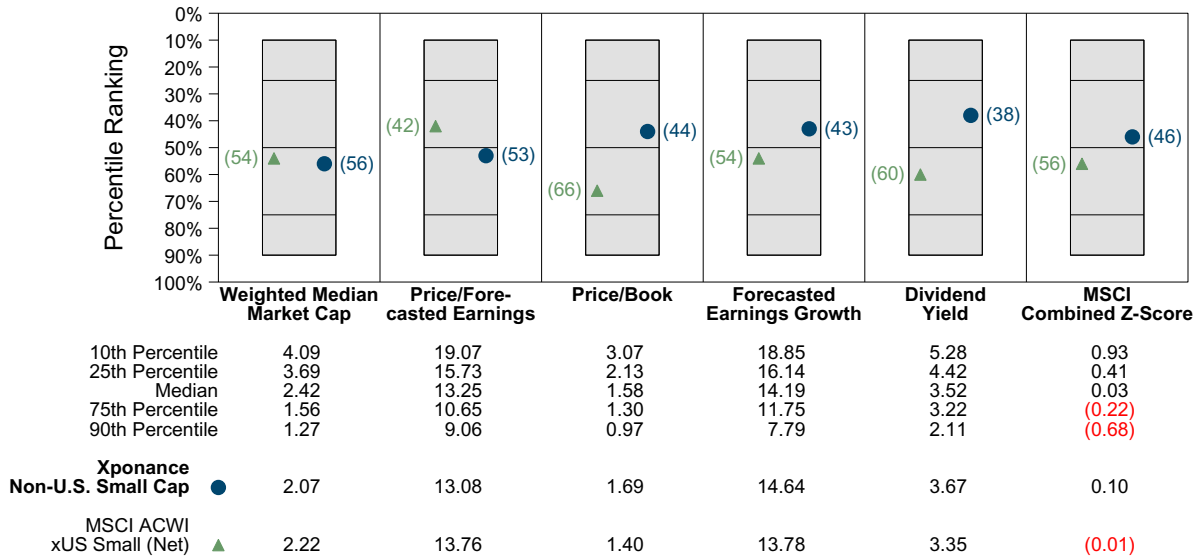 Percentile Ranking
0%
10%
20%
30%
40%
50%
60%
70%
80%
90%
100%
(54) (56)
(42) (53)
(66) (44)
(54) (43)
(60) (38)
(56) (46)
Weighted Median Market Cap
Price/Fore-casted Earnings
Price/Book
Forecasted Earnings Growth
Dividend Yield
MSCI Combined Z-Score
10th Percentile 4.09 19.07 3.07 18.85 5.28 0.93
25th Percentile 3.69 15.73 2.13 16.14 4.42 0.41
Median 2.42 13.25 1.58 14.19 3.52 0.03
75th Percentile 1.56 10.65 1.30 11.75 3.22 (0.22)
90th Percentile 1.27 9.06 0.97 7.79 2.11 (0.68)
Xponance
Non-U.S. Small Cap 2.07 13.08 1.69 14.64 3.67 0.10
MSCI ACWI
xUS Small (Net) 2.22 13.76 1.40 13.78 3.35 (0.01)